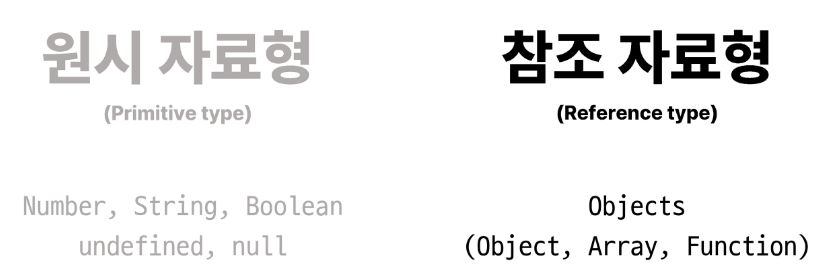 원시 자료형
(Primitive type)
Number, String, Boolean
undefined, null
참조 자료형
(Reference type)
Objects
(Object, Array, Function)